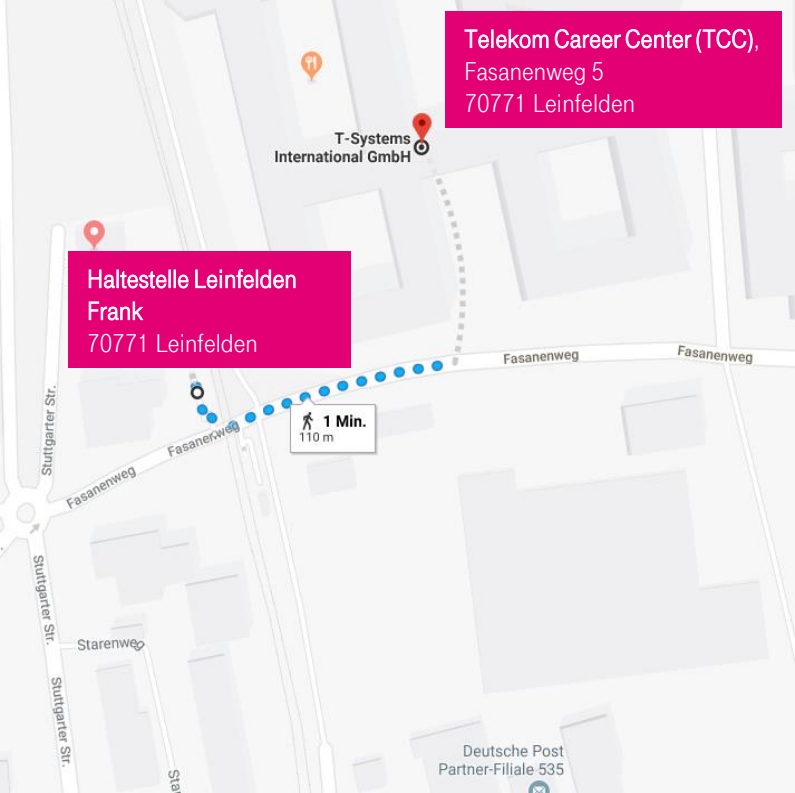 Telekom Career Center (TCC),
Fasanenweg 5
70771 Leinfelden
T-Systems
International GmbH
Haltestelle Leinfelden
Frank
70771 Leinfelden
Fasanenweg
Fasanenweg
Stuttgarter Str.
1 Min.
110 m
Fasanenweg
Fasanenweg
Stuttgarter Str.
Starenweg
Stuttgarter Str.
Sta
Deutsche Post
Partner-Filiale 535